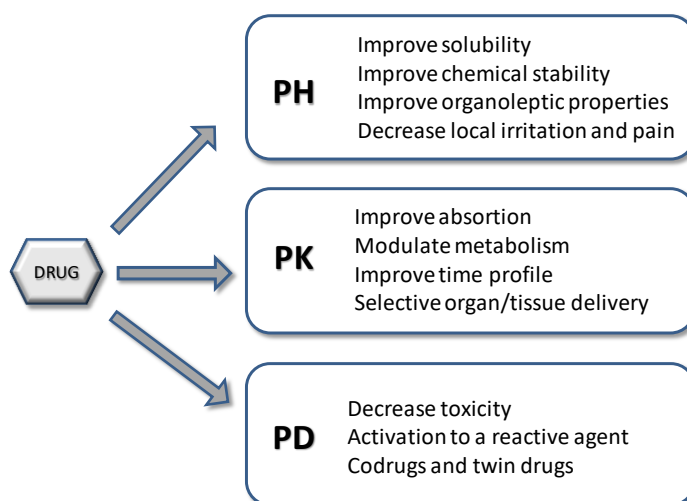 PH
Improve solubility
Improve chemical stability
Improve organoleptic properties
Decrease local irritation and pain
DRUG
PK
Improve absortion
Modulate metabolism
Improve time profile
Selective organ/tissue delivery
PD
Decrease toxicity
Activation to a reactive agent
Codrugs and twin drugs